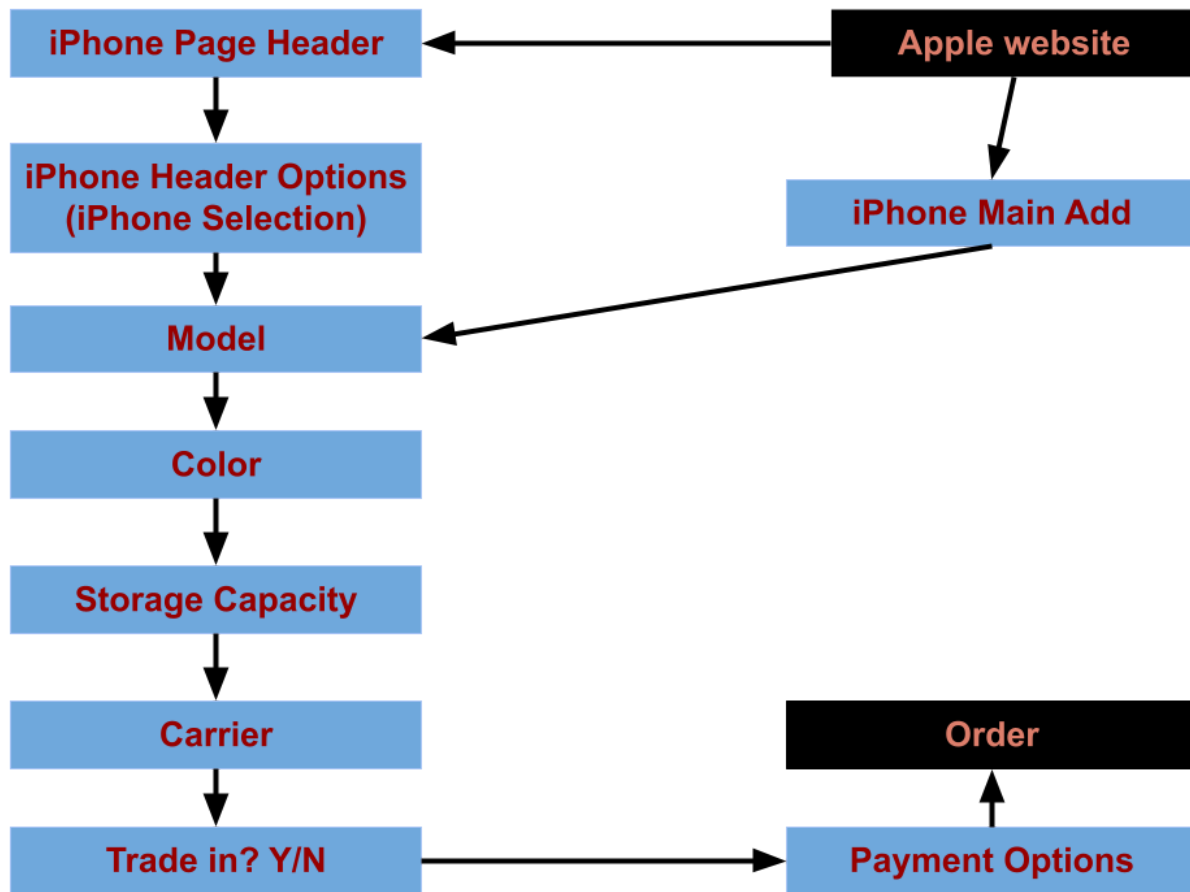 iPhone Page Header
Apple website
iPhone Header Options
(iPhone Selection)
iPhone Main Add
Model
Color
Storage Capacity
Carrier
Order
Trade in? Y/N
Payment Options